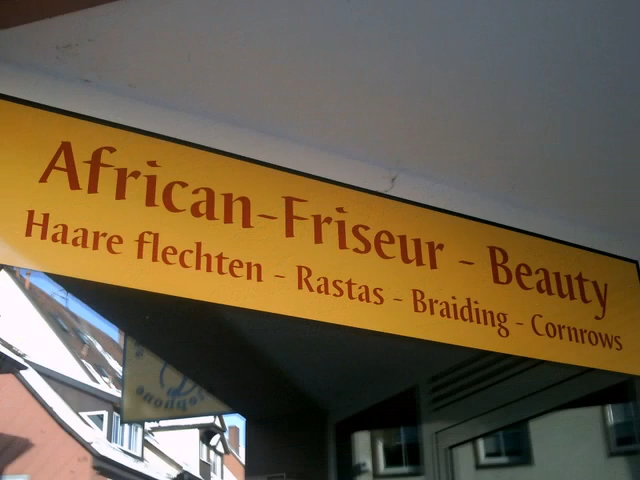 African-Friseur - Beauty
Haare flechten - Rastas - Braiding - Cornrows